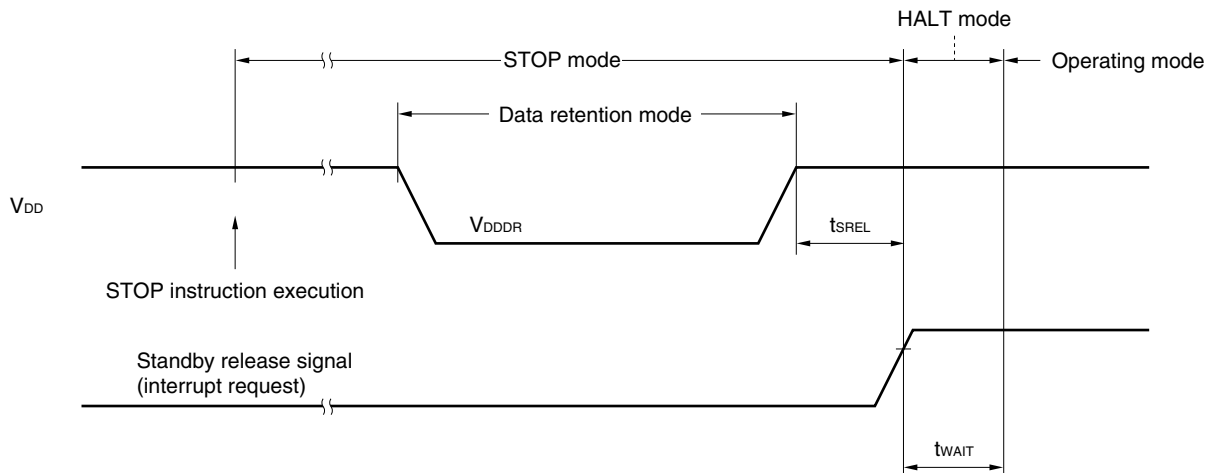 HALT mode
STOP mode
Operating mode
Data retention mode
VDD
VDDDR
tSREL
STOP instruction execution
Standby release signal
(interrupt request)
tWAIT